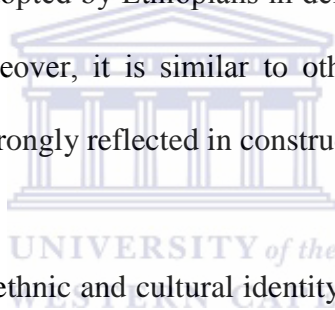 opted by Ethiopians in de
eover, it is similar to oth
rongly reflected in constru
UNIVERSITY of the
ethnic and cultural identity
WESTERN CAPE